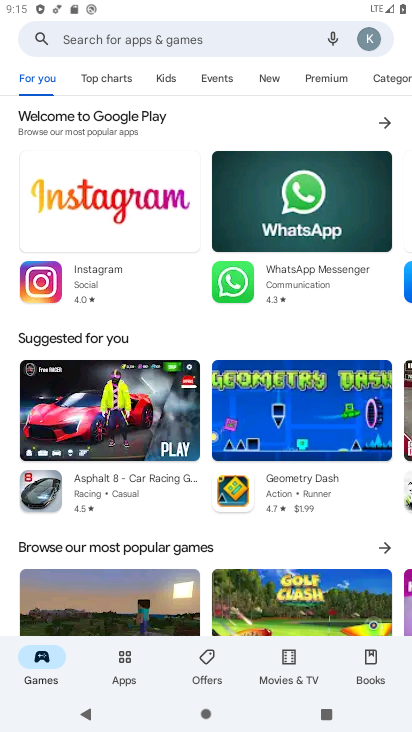 9:15
LTE
Search for apps & games
K
For you
Top charts
Kids
Events
New
Premium
Categor
Welcome to Google Play
Browse our most popular apps
Instagram
WhatsApp
Instagram
Social
4.0★
WhatsApp Messenger
Communication
4.3★
Suggested for you
Free RACER
PLAY
GEOMETRY DASH
8
Asphalt 8 - Car Racing G...
Racing • Casual
4.5★
Geometry Dash
Action • Runner
4.7★ $1.99
Browse our most popular games
GOLF
CLASH
Games
Apps
Offers
Movies & TV
Books